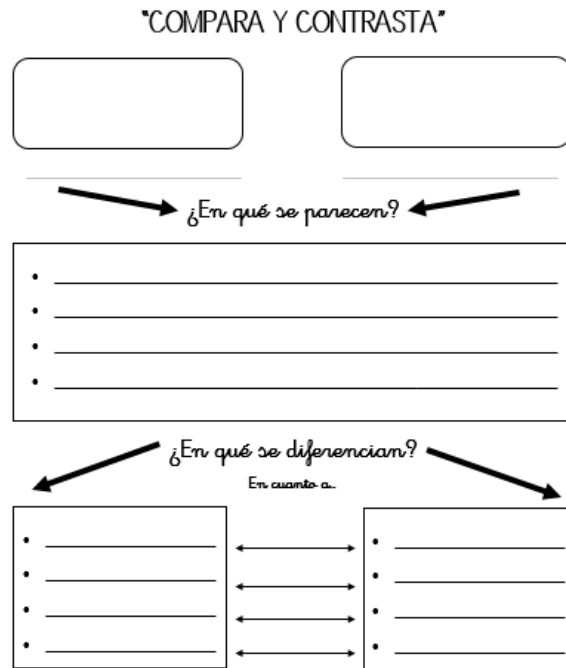 "COMPARA Y CONTRASTA"
¿En qué se parecen?
¿En qué se diferencian?
En cuanto a..